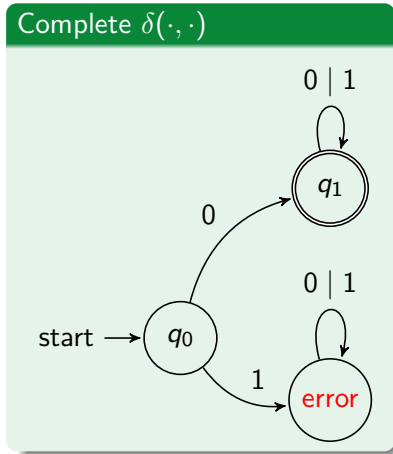 Complete δ(·, ·)
0 | 1
q₁
0
0 | 1
start
q₀
1
error